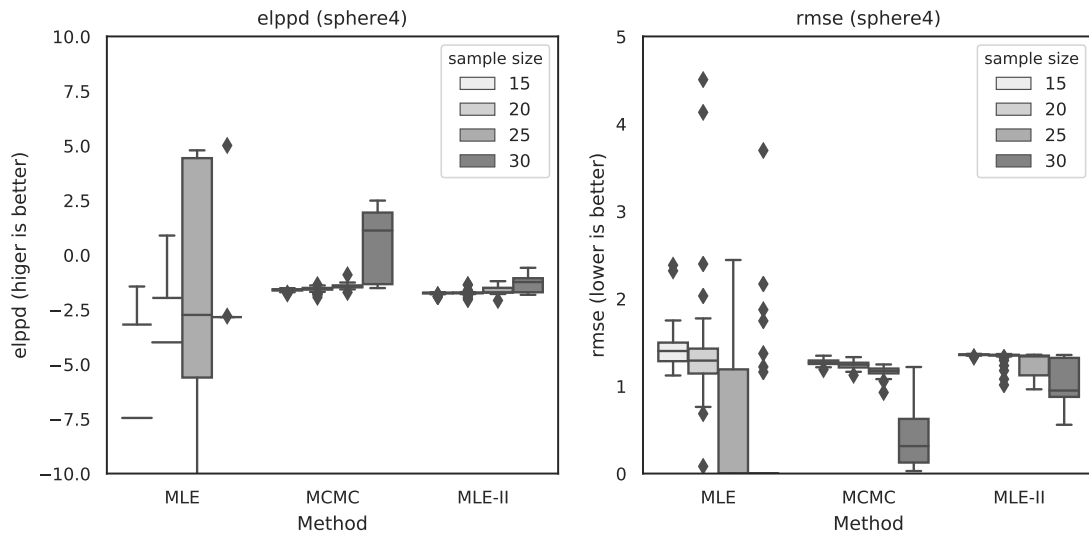 elppd (sphere4)
elppd (higer is better)
10.0
7.5
5.0
2.5
0.0
−2.5
−5.0
−7.5
−10.0
sample size
15
20
25
30
MLE
MCMC
MLE-II
Method
rmse (sphere4)
rmse (lower is better)
5
4
3
2
1
0
sample size
15
20
25
30
MLE
MCMC
MLE-II
Method